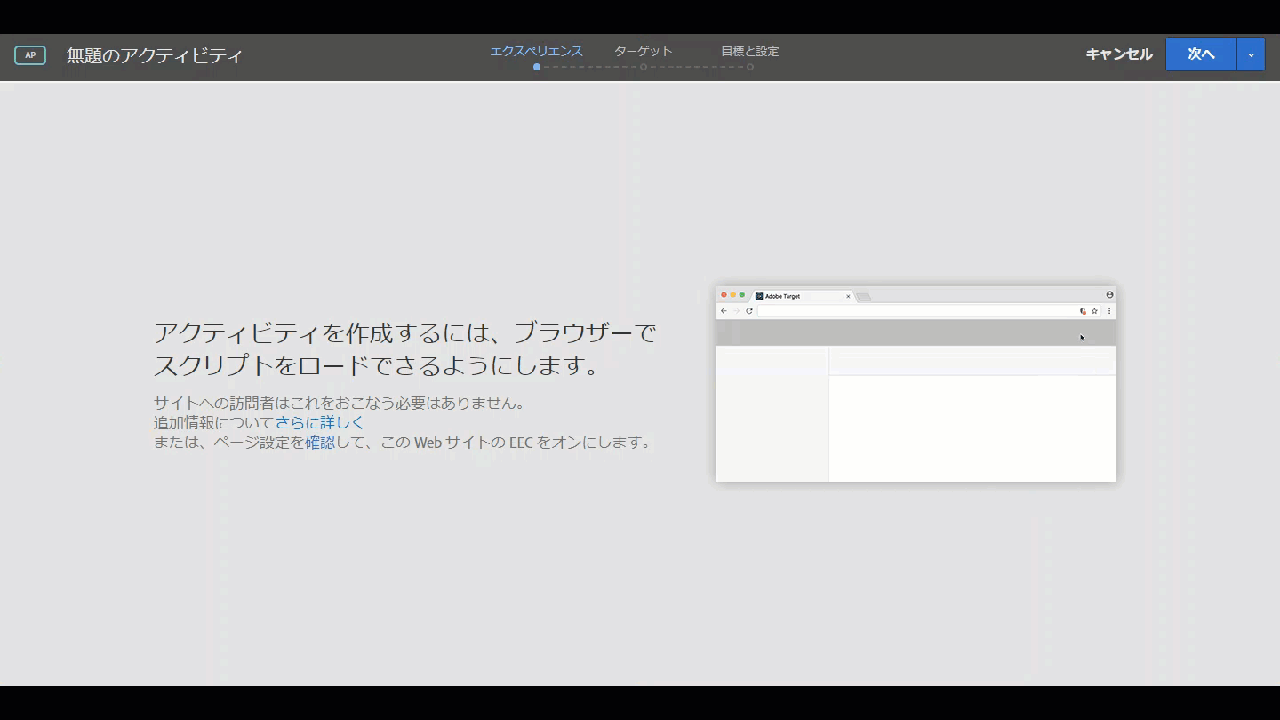 AP
無題のアクティビティ
エクスペリエンス
ターゲット
目標と設定
キャンセル
次へ
Adobe Target
アクティビティを作成するには、ブラウザーで
スクリプトをロードできるようにします。
サイトへの訪問者はこれをおこなう必要はありません。
追加情報についてさらに詳しく
または、ページ設定を確認して、この Web サイトの EEC をオンにします。